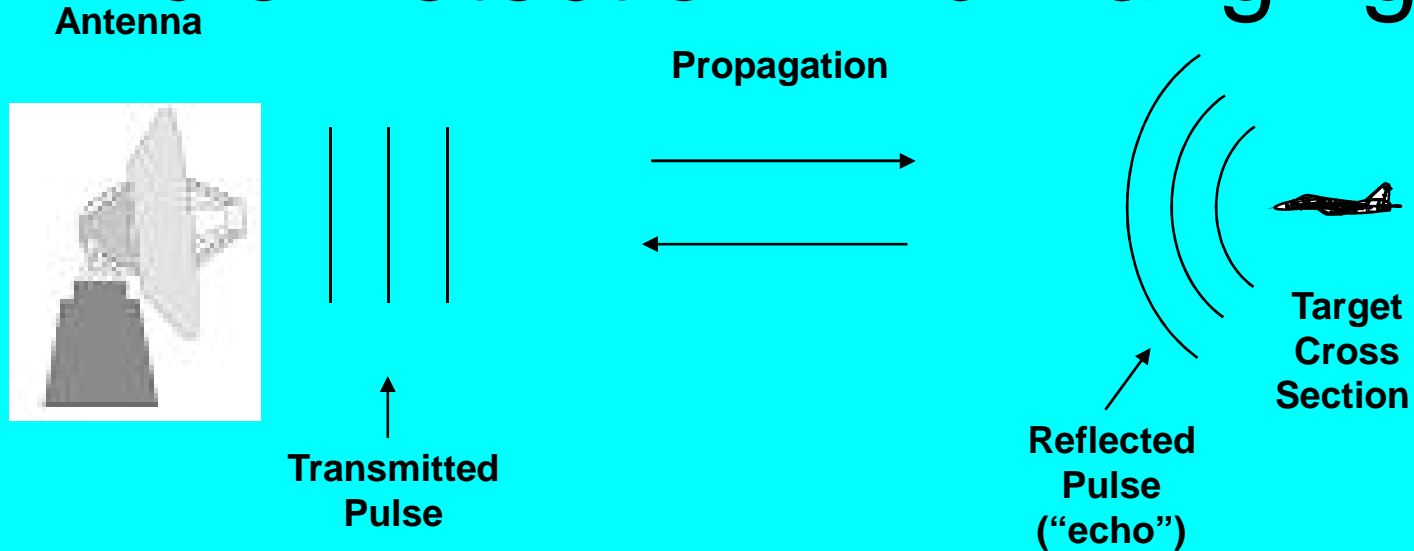 Antenna
Propagation
Target
Cross
Section
Transmitted
Pulse
Reflected
Pulse
(“echo”)